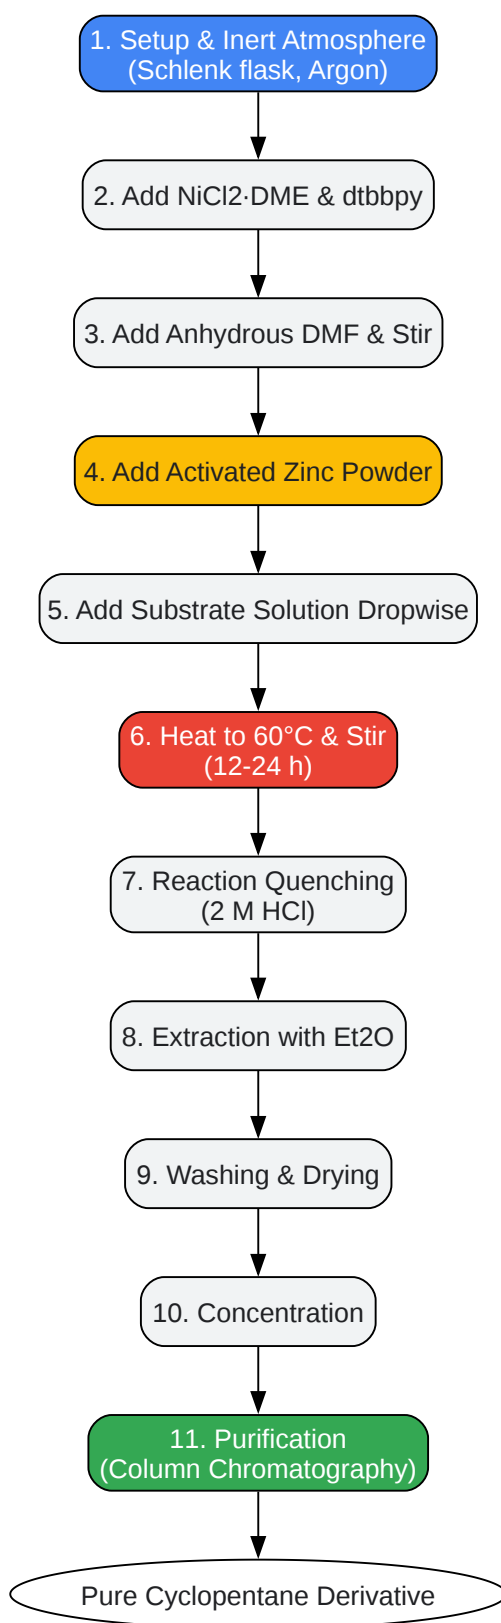 1. Setup & Inert Atmosphere
(Schlenk flask, Argon)
2. Add NiCl2·DME & dtbbpy
3. Add Anhydrous DMF & Stir
4. Add Activated Zinc Powder
5. Add Substrate Solution Dropwise
6. Heat to 60°C & Stir
(12-24 h)
7. Reaction Quenching
(2 M HCl)
8. Extraction with Et2O
9. Washing & Drying
10. Concentration
11. Purification
(Column Chromatography)
Pure Cyclopentane Derivative